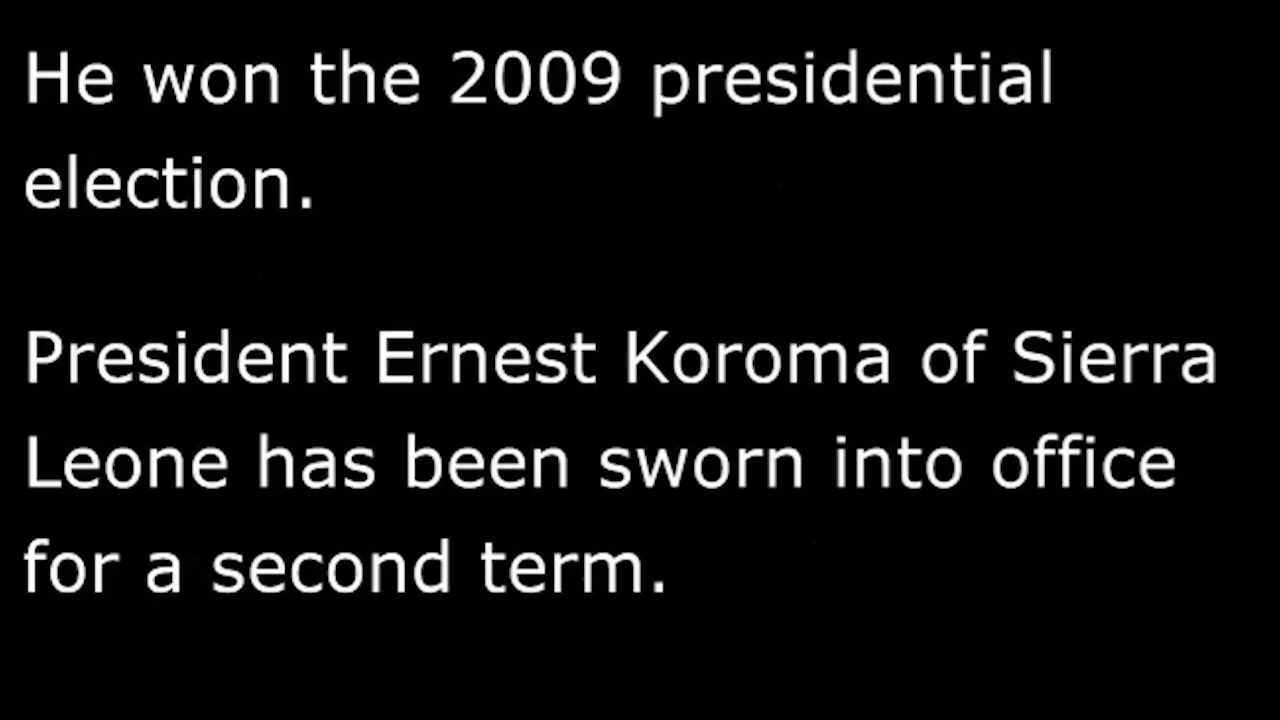 He won the 2009 presidential
election.
President Ernest Koroma of Sierra
Leone has been sworn into office
for a second term.